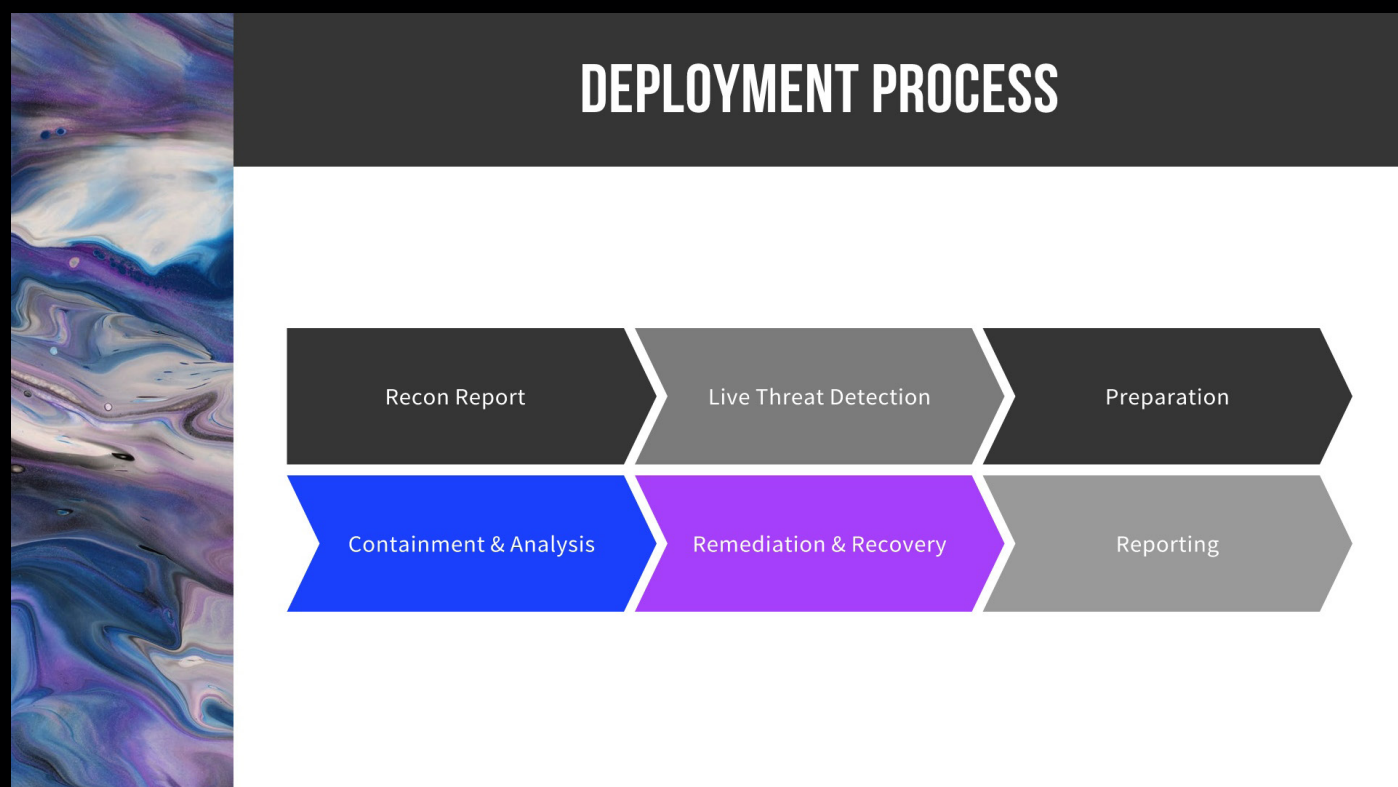 DEPLOYMENT PROCESS
Recon Report
Live Threat Detection
Preparation
Containment & Analysis
Remediation & Recovery
Reporting